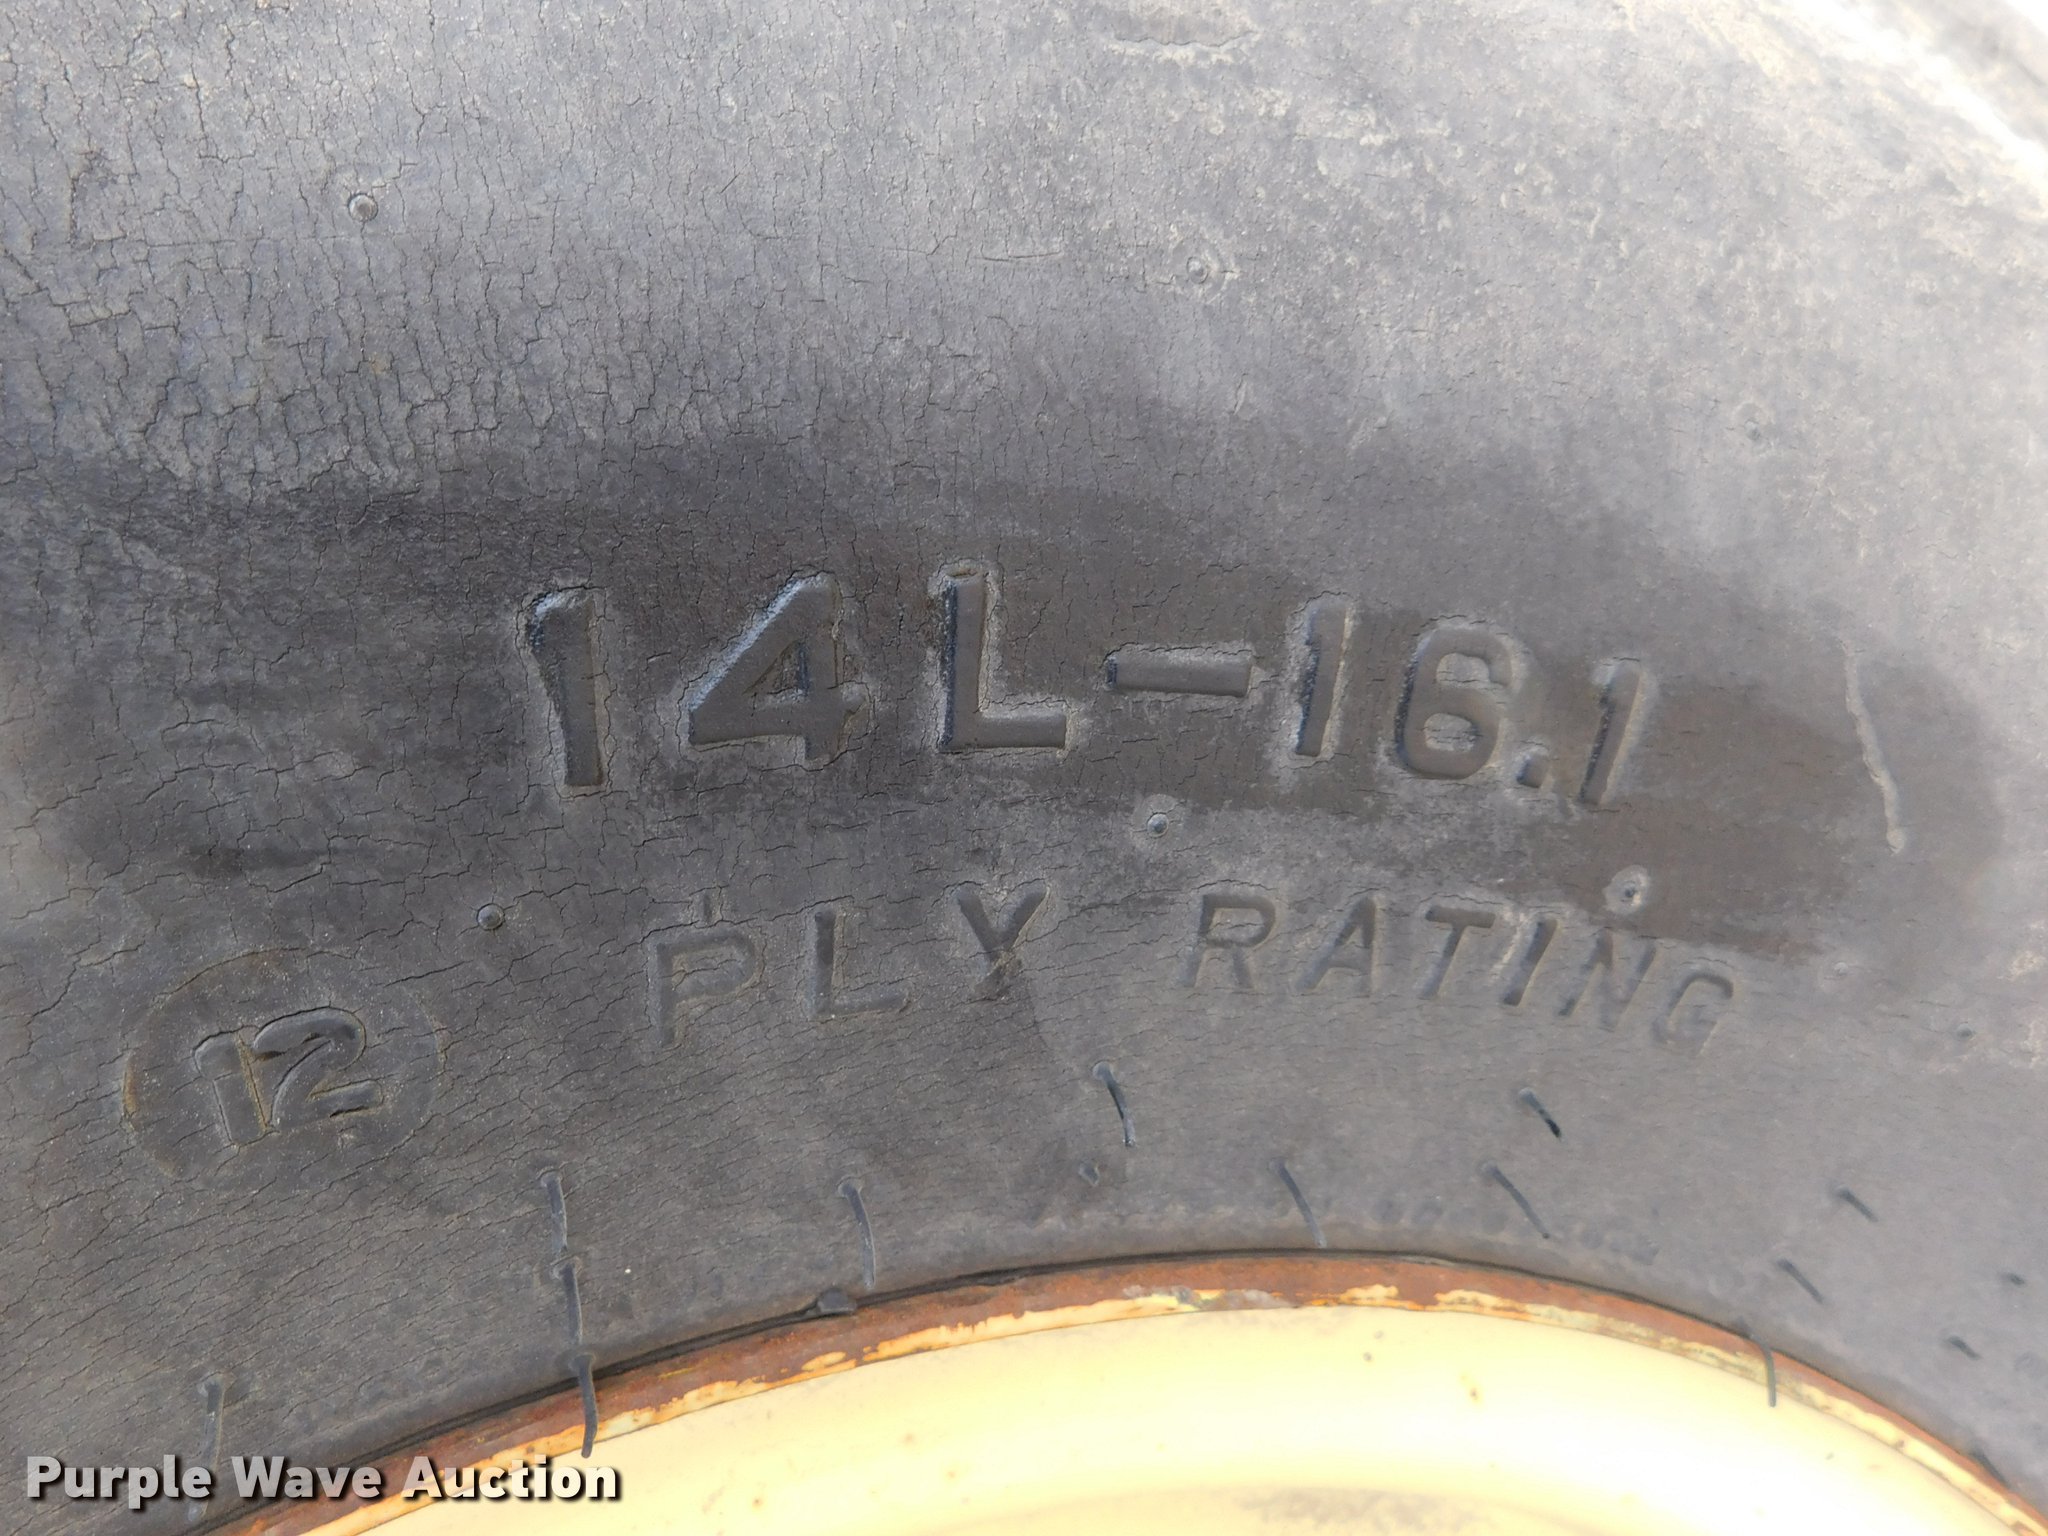 14L-16.1
12 PLY RATING
Purple Wave Auction